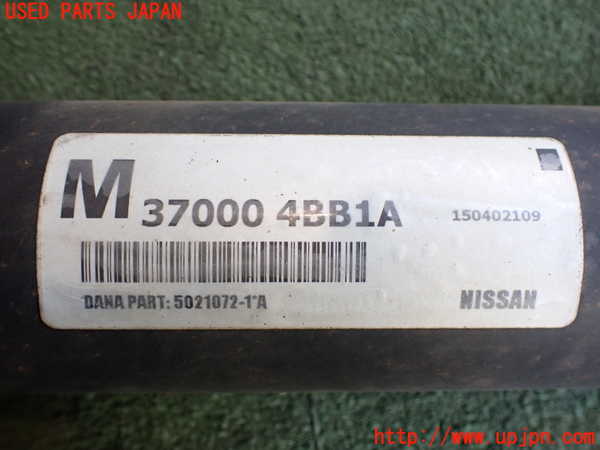 USED PARTS JAPAN
M 37000 4BB1A 150402109
DANA PART: 5021072-1*A
NISSAN
http://www.upjpn.com/